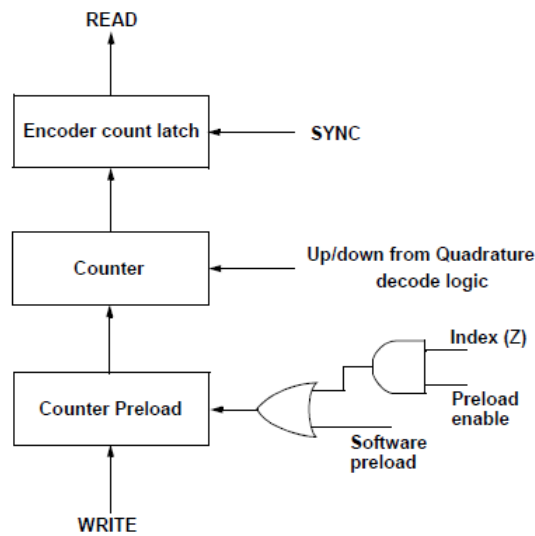 READ
Encoder count latch
SYNC
Counter
Up/down from Quadrature
decode logic
Index (Z)
Counter Preload
Preload
enable
Software
preload
WRITE